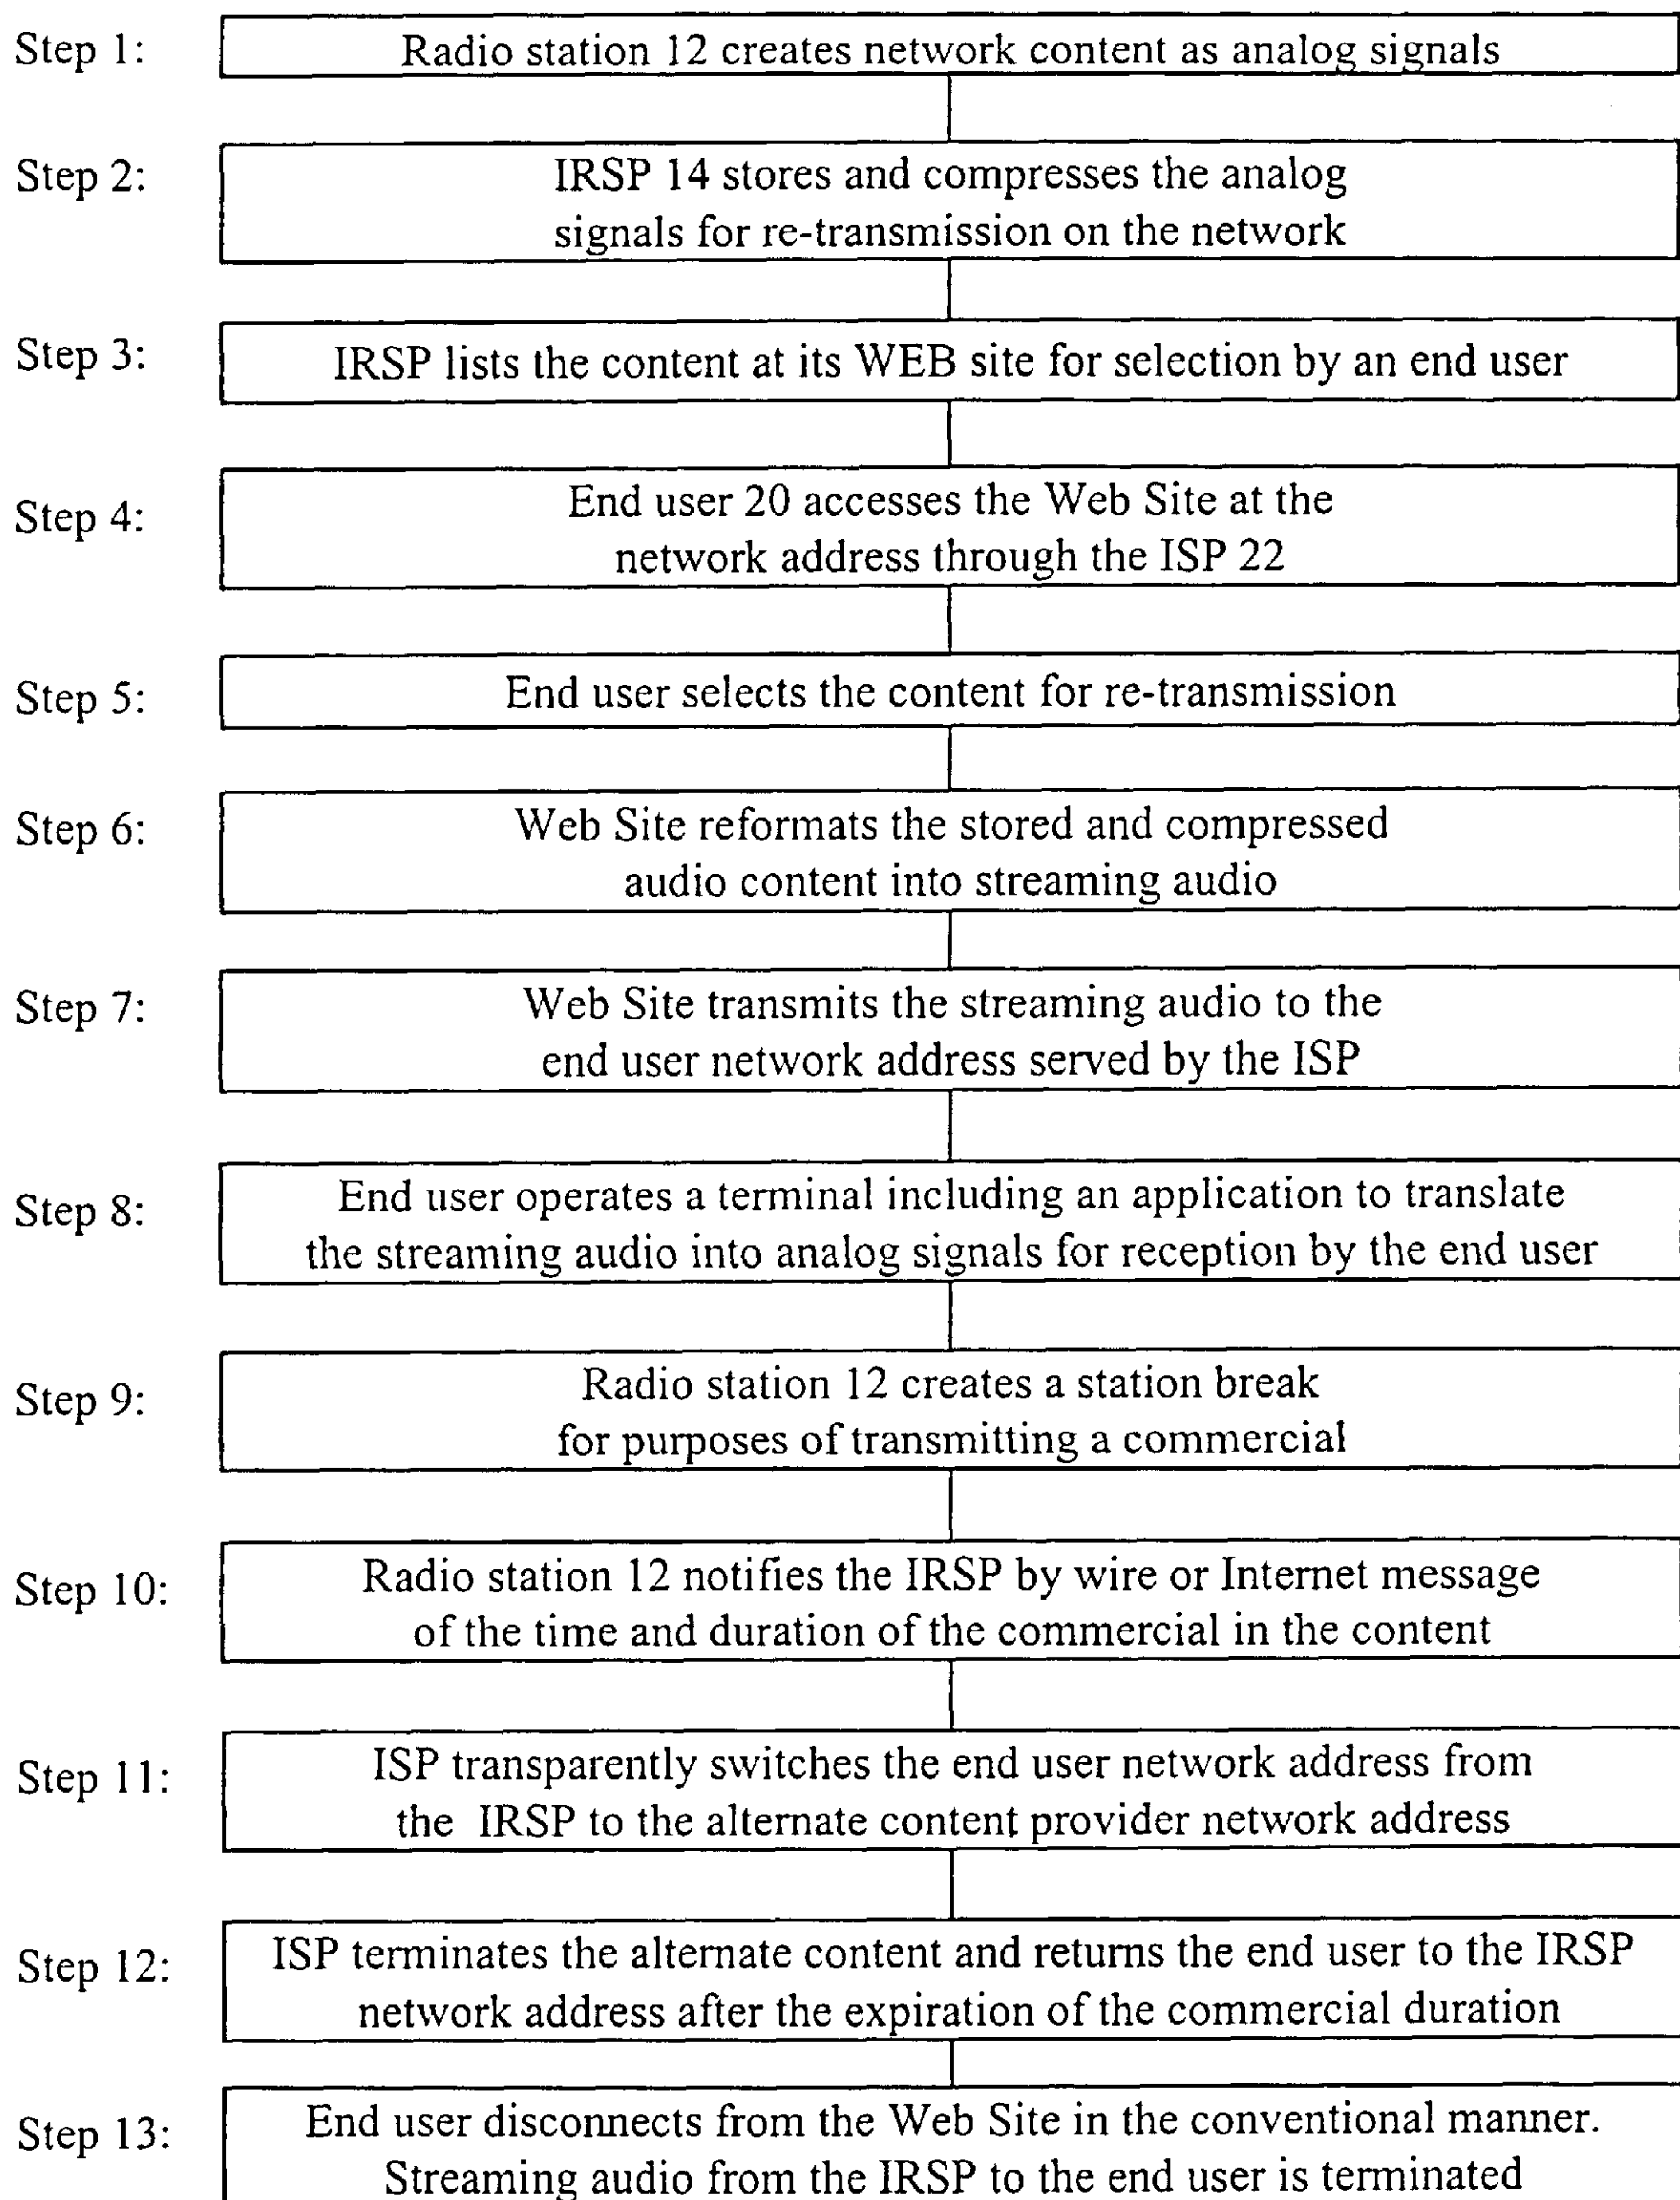 Step 1:
Radio station 12 creates network content as analog signals
Step 2:
IRSP 14 stores and compresses the analog
signals for re-transmission on the network
Step 3:
IRSP lists the content at its WEB site for selection by an end user
Step 4:
End user 20 accesses the Web Site at the
network address through the ISP 22
Step 5:
End user selects the content for re-transmission
Step 6:
Web Site reformats the stored and compressed
audio content into streaming audio
Step 7:
Web Site transmits the streaming audio to the
end user network address served by the ISP
Step 8:
End user operates a terminal including an application to translate
the streaming audio into analog signals for reception by the end user
Step 9:
Radio station 12 creates a station break
for purposes of transmitting a commercial
Step 10:
Radio station 12 notifies the IRSP by wire or Internet message
of the time and duration of the commercial in the content
Step 11:
ISP transparently switches the end user network address from
the IRSP to the alternate content provider network address
Step 12:
ISP terminates the alternate content and returns the end user to the IRSP
network address after the expiration of the commercial duration
Step 13:
End user disconnects from the Web Site in the conventional manner.
Streaming audio from the IRSP to the end user is terminated